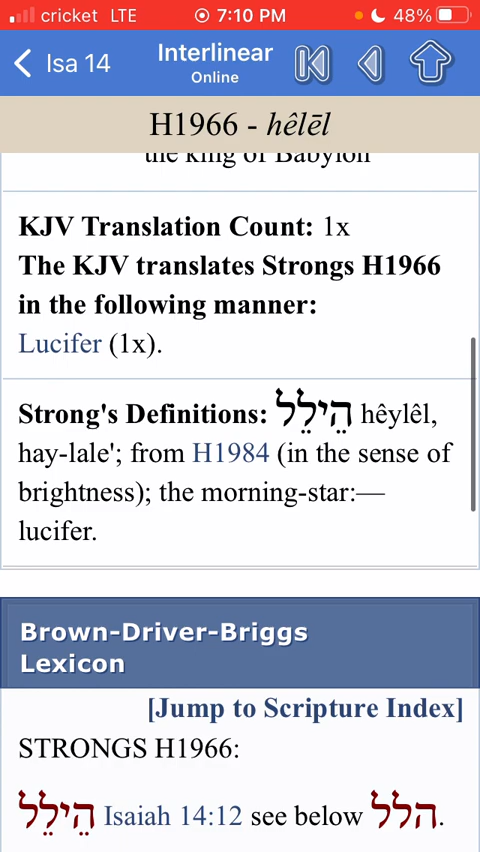 cricket LTE 7:10 PM 48%
Isa 14 Interlinear
Online
H1966 - hêlēl
the king of Babylon
KJV Translation Count: 1x
The KJV translates Strongs H1966
in the following manner:
Lucifer (1x).
Strong's Definitions: הֵילֵל hêylêl,
hay-lale'; from H1984 (in the sense of
brightness); the morning-star:—
lucifer.
Brown-Driver-Briggs
Lexicon
[Jump to Scripture Index]
STRONGS H1966:
הֵילֵל Isaiah 14:12 see below הלל.